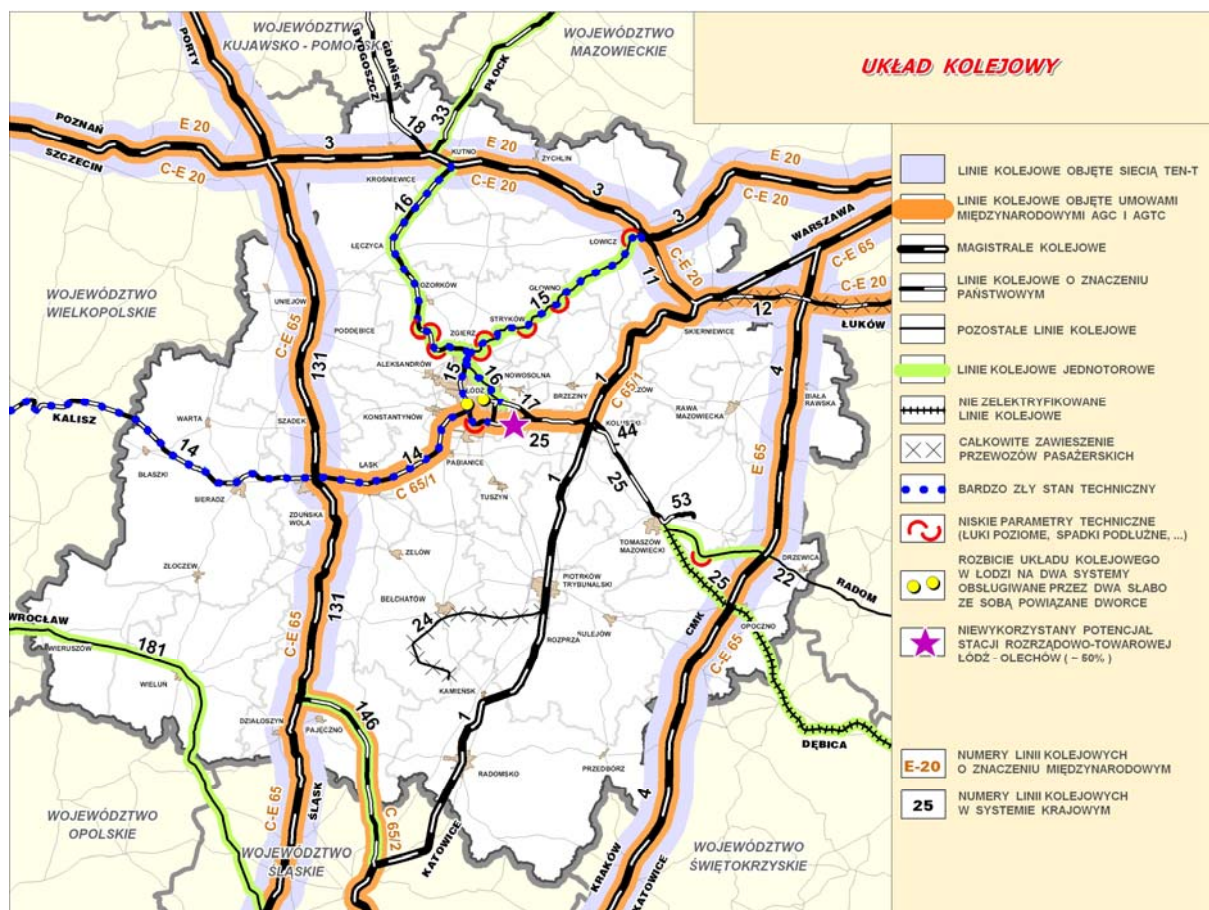 UKŁAD KOLEJOWY
WOJEWÓDZTWO
KUJAWSKO - POMORSKIE
WOJEWÓDZTWO
MAZOWIECKIE
PORTY
BYDGOSZCZ
GDAŃSK
PŁOCK
18
33
POZNAŃ
SZCZECIN
E 20
C-E 20
3
E 20
C-E 20
KUTNO
ŻYCHLIN
KROŚNIEWICE
3
3
E 20
C-E 20
WARSZAWA
C-E 65
16
ŁĘCZYCA
ŁOWICZ
11
C-E 20
C-E 20
12
ŁUKÓW
WOJEWÓDZTWO
WIELKOPOLSKIE
UNIEJÓW
OZORKÓW
GŁOWNO
15
STRYKÓW
ZGIERZ
PODDĘBICE
SKIERNIEWICE
C-E 65
131
ALEKSANDRÓW
15
16
NOWOSOLNA
ŁÓDŹ
BRZEZINY
17
1
C 65/1
4
BIAŁA
RAWSKA
RAWA
MAZOWIECKA
KALISZ
WARTA
SZADEK
KONSTANTYNÓW
25
KOLUSZKI
44
14
BŁASZKI
SIERADZ
ŁASK
14
C 65/1
PABIANICE
TUSZYN
1
25
E 65
ZDUŃSKA
WOLA
53
TOMASZÓW
MAZOWIECKI
ZELÓW
ZŁOCZEW
DRZEWICA
22
RADOM
25
131
PIOTRKÓW
TRYBUNALSKI
BEŁCHATÓW
24
SULEJÓW
ROZPRZA
CMK
OPOCZNO
C-E 65
WROCŁAW
181
WIERUSZÓW
WIELUŃ
C-E 65
KAMIEŃSK
1
DZIAŁOSZYN
PAJĘCZNO
146
DĘBICA
RADOMSKO
PRZEDBÓRZ
4
C-E 65
ŚLĄSK
C 65/2
KATOWICE
KRAKÓW
KATOWICE
WOJEWÓDZTWO
OPOLSKIE
WOJEWÓDZTWO
ŚLĄSKIE
WOJEWÓDZTWO
ŚWIĘTOKRZYSKIE
LINIE KOLEJOWE OBJĘTE SIECIĄ TEN-T
LINIE KOLEJOWE OBJĘTE UMOWAMI
MIĘDZYNARODOWYMI AGC I AGTC
MAGISTRALE KOLEJOWE
LINIE KOLEJOWE O ZNACZENIU
PAŃSTWOWYM
POZOSTAŁE LINIE KOLEJOWE
LINIE KOLEJOWE JEDNOTOROWE
NIE ZELEKTRYFIKOWANE
LINIE KOLEJOWE
CAŁKOWITE ZAWIESZENIE
PRZEWOZÓW PASAŻERSKICH
BARDZO ZŁY STAN TECHNICZNY
NISKIE PARAMETRY TECHNICZNE
(ŁUKI POZIOME, SPADKI PODŁUŻNE, ...)
ROZBICIE UKŁADU KOLEJOWEGO
W ŁODZI NA DWA SYSTEMY
OBSŁUGIWANE PRZEZ DWA SŁABO
ZE SOBĄ POWIĄZANE DWORCE
NIEWYKORZYSTANY POTENCJAŁ
STACJI ROZRZĄDOWO-TOWAROWEJ
ŁÓDŹ - OLECHÓW ( ~ 50% )
E-20
NUMERY LINII KOLEJOWYCH
O ZNACZENIU MIĘDZYNARODOWYM
25
NUMERY LINII KOLEJOWYCH
W SYSTEMIE KRAJOWYM